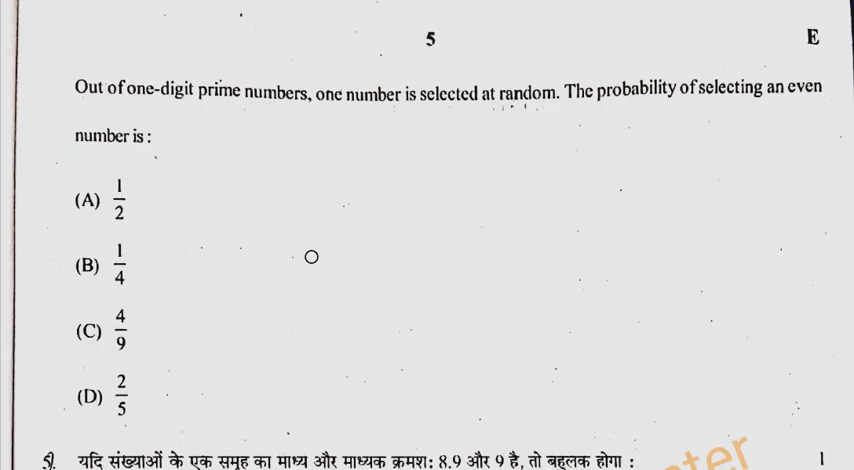 5
E
Out of one-digit prime numbers, one number is selected at random. The probability of selecting an even
number is :
(A) 1/2
(B) 1/4
(C) 4/9
(D) 2/5
5. यदि संख्याओं के एक समूह का माध्य और माध्यक क्रमश: 8.9 और 9 है, तो बहुलक होगा : 1